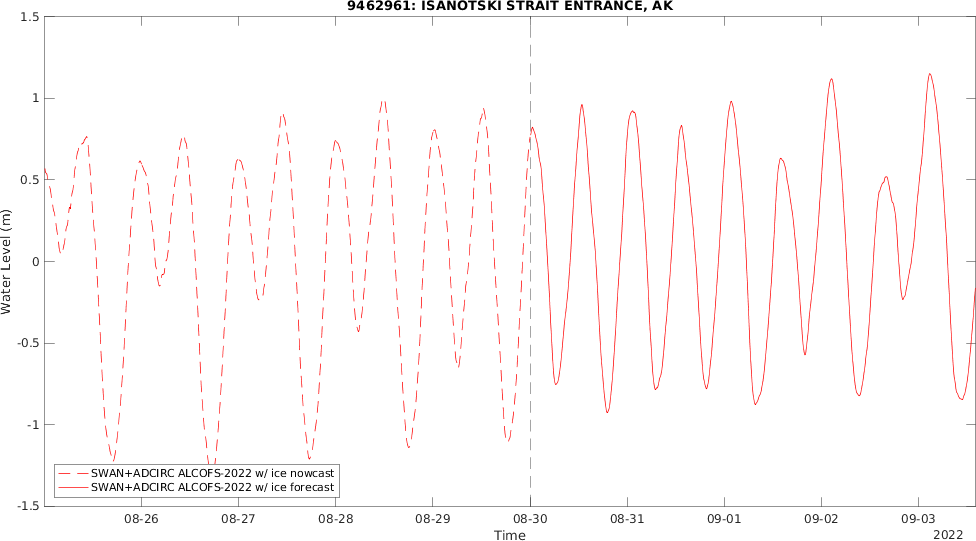 9462961: ISANOTSKI STRAIT ENTRANCE, AK
1.5
1
0.5
0
-0.5
-1
-1.5
Water Level (m)
SWAN+ADCIRC ALCOFS-2022 w/ ice nowcast
SWAN+ADCIRC ALCOFS-2022 w/ ice forecast
08-26 08-27 08-28 08-29 08-30 08-31 09-01 09-02 09-03
Time
2022